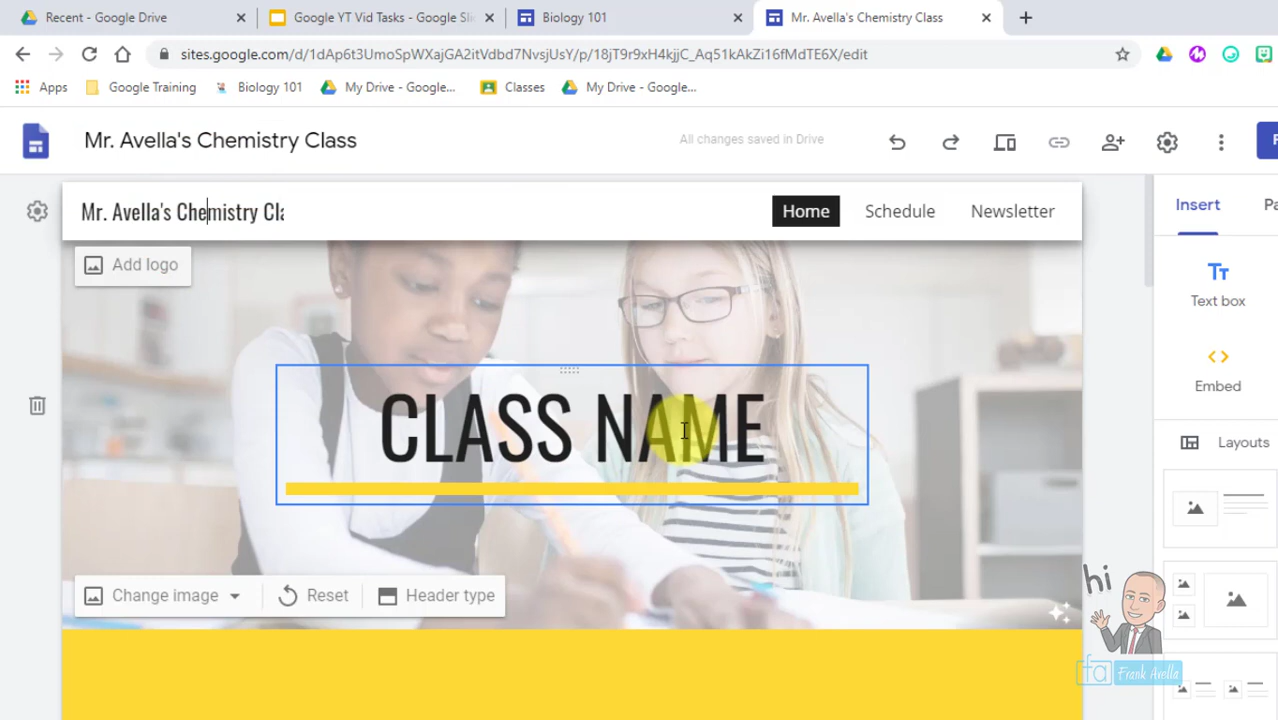 Recent - Google Drive
Google YT Vid Tasks - Google Sli
Biology 101
Mr. Avella's Chemistry Class
sites.google.com/d/1dAp6t3UmoSpWXajGA2itVdbd7NvsjUsY/p/18jT9r9xH4kjjC_Aq51kAkZi16fMdTE6X/edit
Apps
Google Training
Biology 101
My Drive - Google...
Classes
My Drive - Google...
Mr. Avella's Chemistry Class
All changes saved in Drive
Mr. Avella's Chemistry Cla
Home
Schedule
Newsletter
Insert
Pa
Add logo
Text box
CLASS NAME
Embed
Layouts
Change image
Reset
Header type
hi
fa
Frank Avella